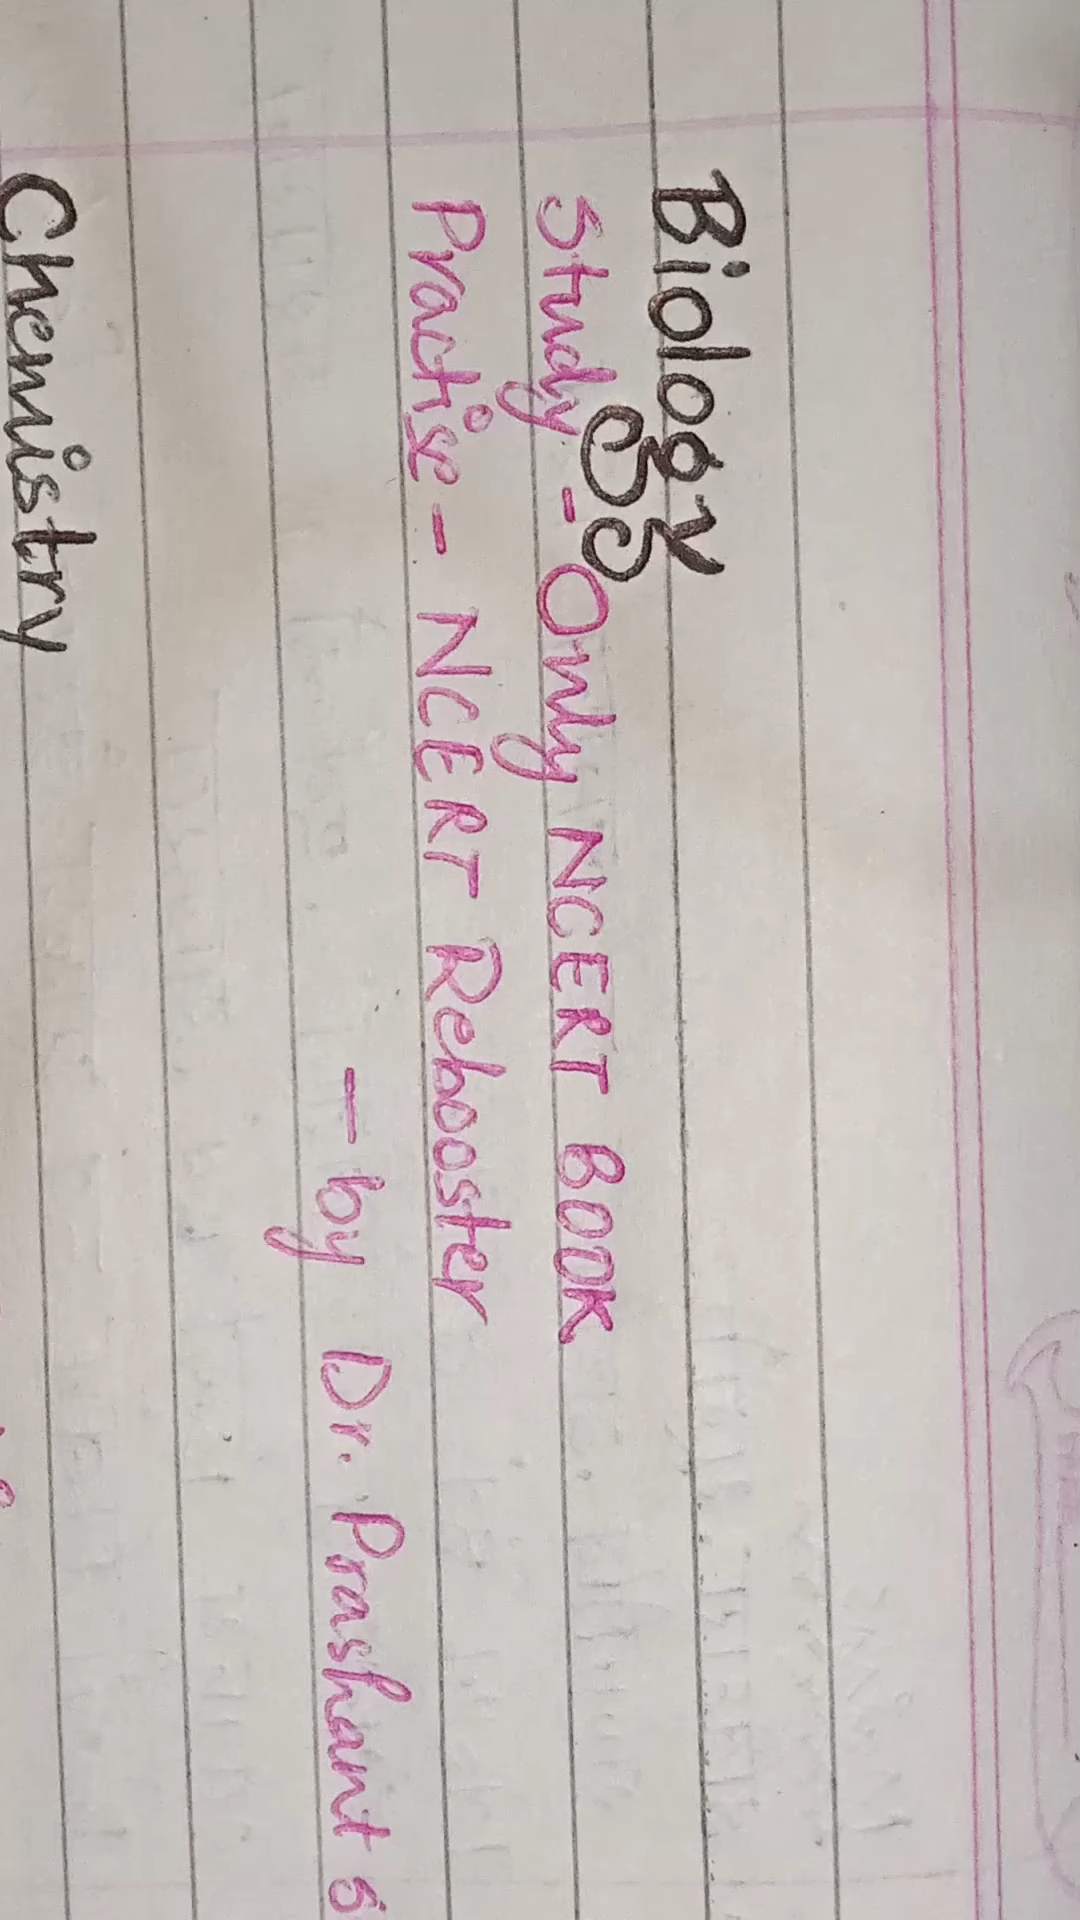 Biology
Study - Only NCERT BOOK
Practise - NCERT Rebooster
- by Dr. Prashant
Chemistry